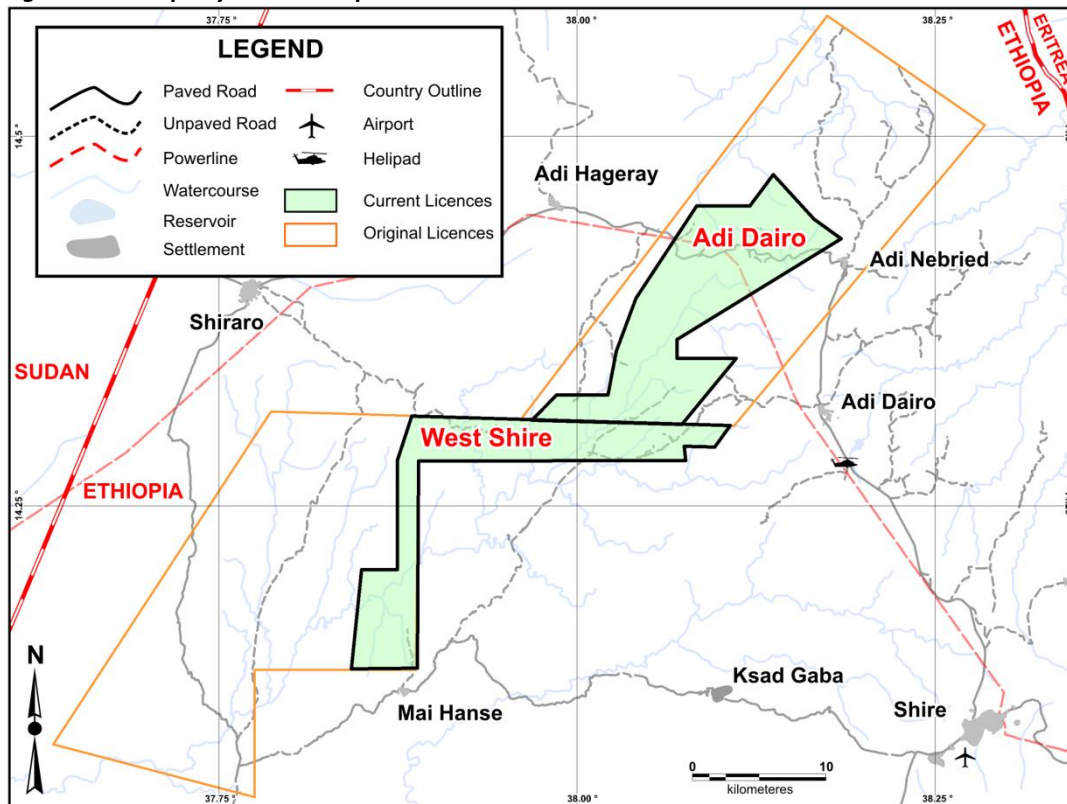 37.75 °
38.00 °
38.25 °
LEGEND
Paved Road
Unpaved Road
Powerline
Watercourse
Reservoir
Settlement
Country Outline
Airport
Helipad
Current Licences
Original Licences
ERITREA
ETHIOPIA
14.5 °
Adi Hageray
Adi Dairo
Adi Nebried
Shiraro
SUDAN
Adi Dairo
West Shire
ETHIOPIA
14.25 °
N
Mai Hanse
Ksad Gaba
Shire
0
10
kilometeres
37.75 °
38.00 °
38.25 °